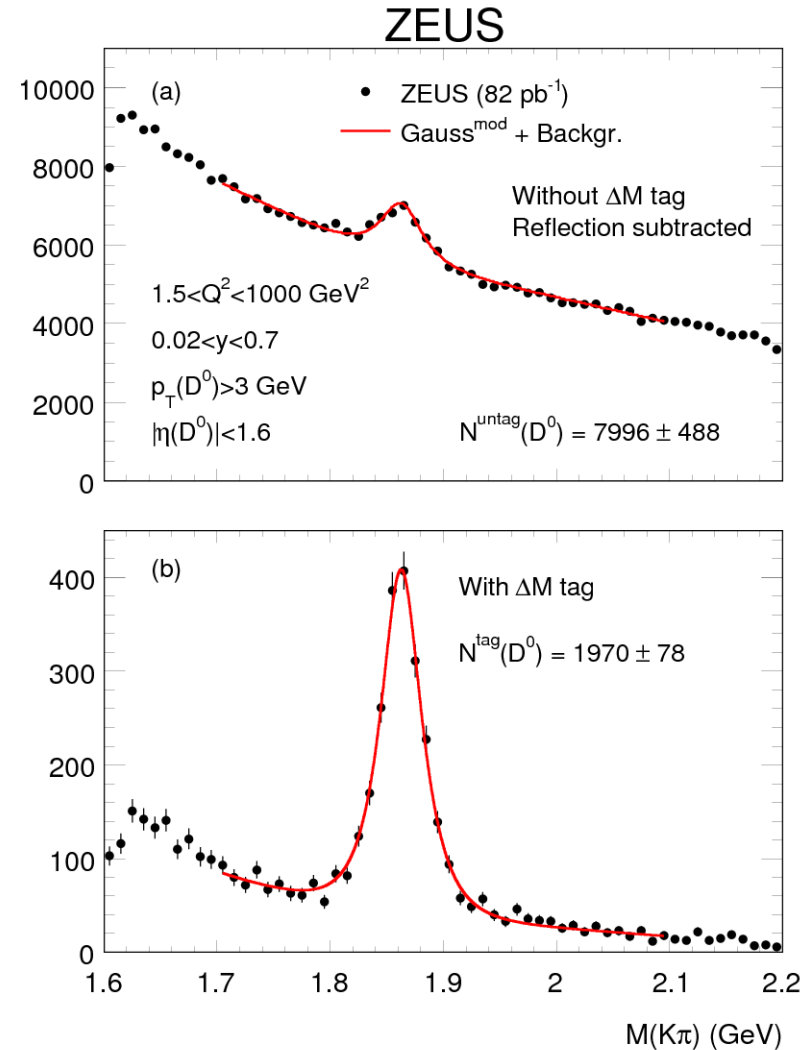 ZEUS
(a)
ZEUS (82 pb⁻¹)
Gauss^mod + Backgr.
Without ΔM tag
Reflection subtracted
1.5<Q²<1000 GeV²
0.02<y<0.7
p_T(D⁰)>3 GeV
|η(D⁰)|<1.6
N^untag(D⁰) = 7996 ± 488
10000
8000
6000
4000
2000
0
(b)
With ΔM tag
N^tag(D⁰) = 1970 ± 78
400
300
200
100
0
1.6 1.7 1.8 1.9 2 2.1 2.2
M(Kπ) (GeV)